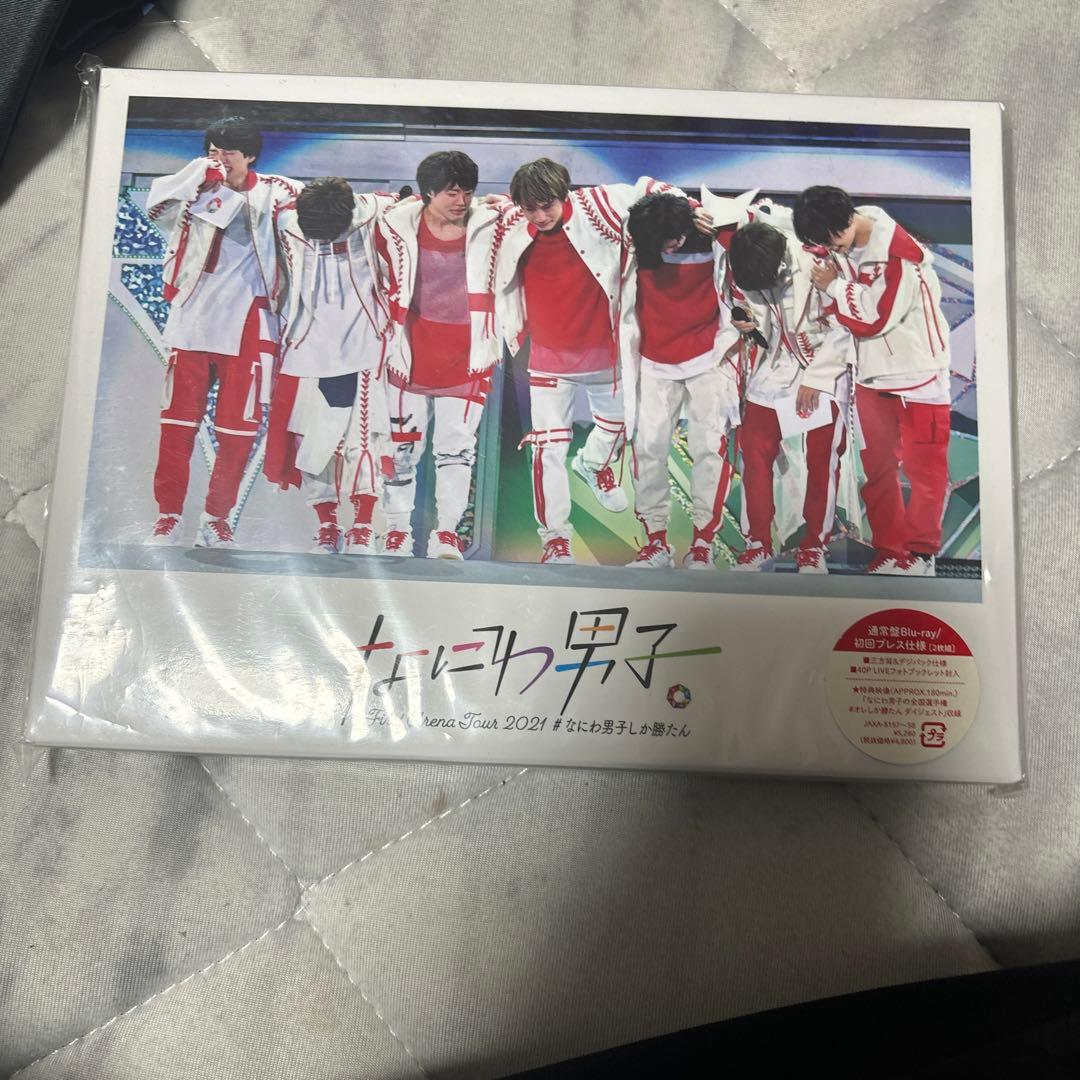 なにわ男子
First Arena Tour 2021 #なにわ男子しか勝たん
通常盤Blu-ray/
初回プレス仕様 [2枚組]
■三方背&デジパック仕様
■40P LIVEフォトブックレット封入
★特典映像(APPROX.180min.)
「なにわ男子の全国選手権
#オレしか勝たん ダイジェスト」収録
JAXA-5157〜58
¥5,280
(税抜価格¥4,800)
プラ